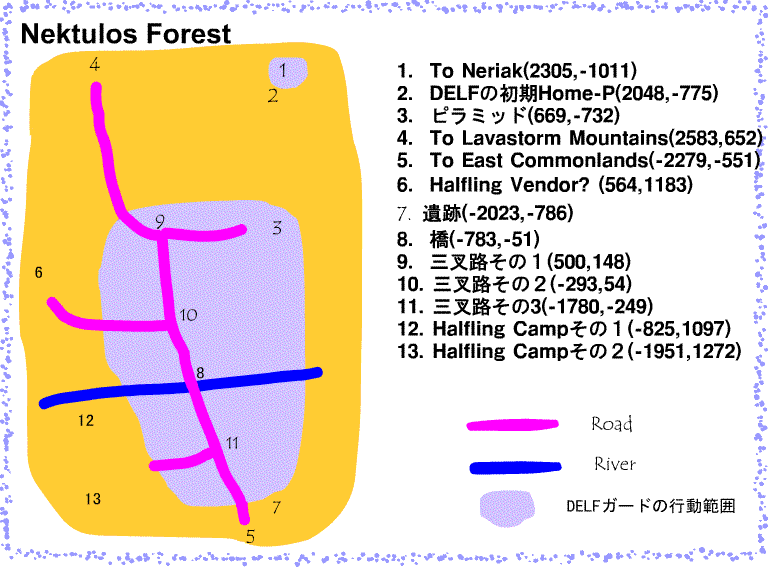 Nektulos Forest
1. To Neriak(2305,-1011)
2. DELFの初期Home-P(2048,-775)
3. ピラミッド(669,-732)
4. To Lavastorm Mountains(2583,652)
5. To East Commonlands(-2279,-551)
6. Halfling Vendor? (564,1183)
7. 遺跡(-2023,-786)
8. 橋(-783,-51)
9. 三叉路その１(500,148)
10. 三叉路その２(-293,54)
11. 三叉路その3(-1780,-249)
12. Halfling Campその１(-825,1097)
13. Halfling Campその２(-1951,1272)
4
1
2
9
3
6
10
8
12
11
13
7
5
Road
River
DELFガードの行動範囲